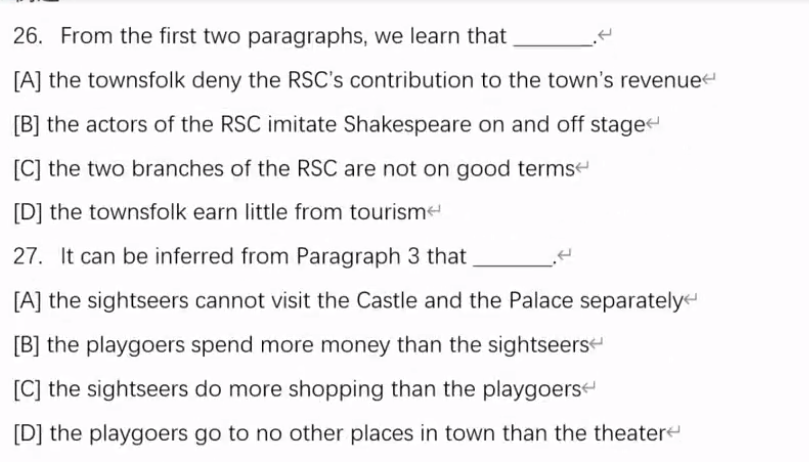 26. From the first two paragraphs, we learn that ______.↵
[A] the townsfolk deny the RSC's contribution to the town's revenue↵
[B] the actors of the RSC imitate Shakespeare on and off stage↵
[C] the two branches of the RSC are not on good terms↵
[D] the townsfolk earn little from tourism↵
27. It can be inferred from Paragraph 3 that ______.↵
[A] the sightseers cannot visit the Castle and the Palace separately↵
[B] the playgoers spend more money than the sightseers↵
[C] the sightseers do more shopping than the playgoers↵
[D] the playgoers go to no other places in town than the theater↵